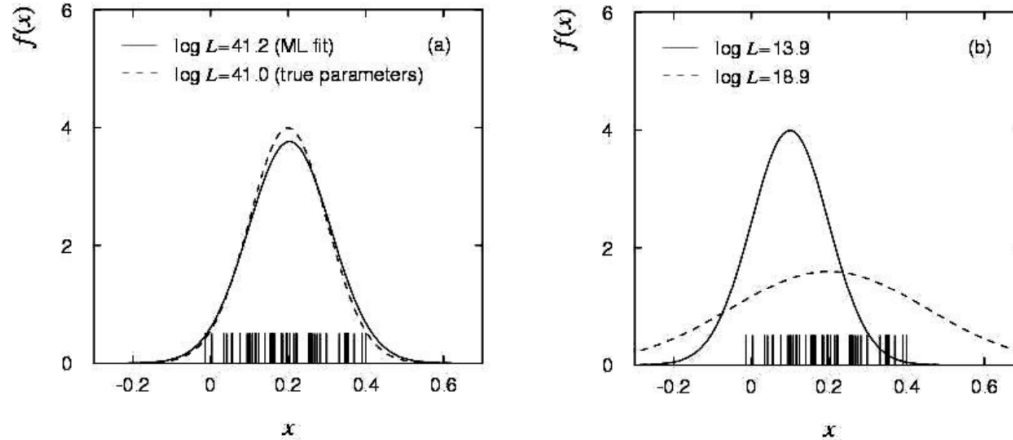 f(x)
6
log L=41.2 (ML fit)
(a)
log L=41.0 (true parameters)
4
2
0
-0.2
0
0.2
0.4
0.6
x
f(x)
6
log L=13.9
(b)
log L=18.9
4
2
0
-0.2
0
0.2
0.4
0.6
x